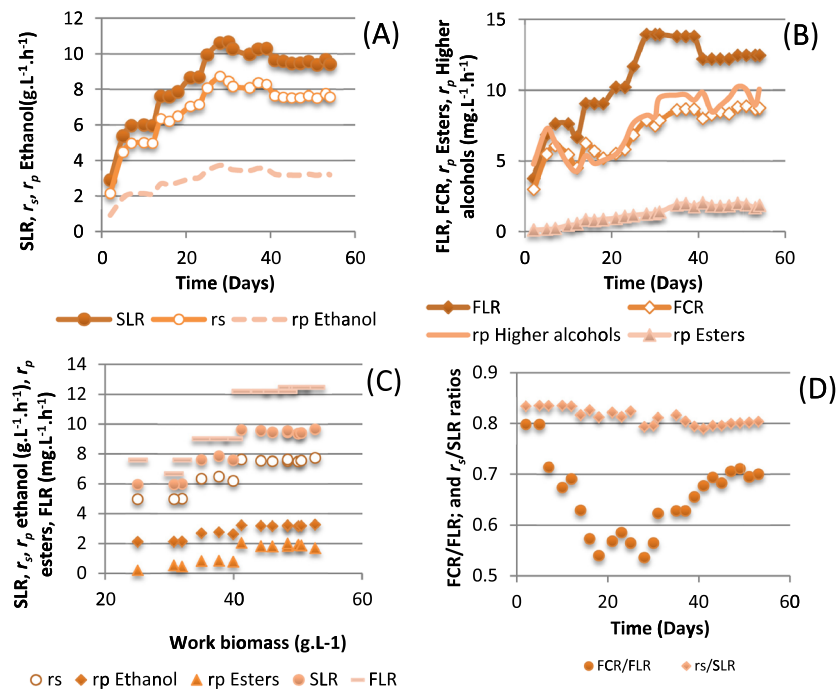 (A)
SLR, rs, rp Ethanol(g.L-1.h-1)
12
10
8
6
4
2
0
0 20 40 60
Time (Days)
SLR rs rp Ethanol
(B)
FLR, FCR, rp Esters, rp Higher
alcohols (mg.L-1.h-1)
15
10
5
0
0 20 40 60
Time (Days)
FLR FCR
rp Higher alcohols rp Esters
(C)
SLR, rs, rp ethanol (g.L-1.h-1), rp
esters, FLR (mg.L-1.h-1)
14
12
10
8
6
4
2
0
20 40 60
Work biomass (g.L-1)
rs rp Ethanol rp Esters SLR FLR
(D)
FCR/FLR; and rs/SLR ratios
0.9
0.8
0.7
0.6
0.5
0 20 40 60
Time (Days)
FCR/FLR rs/SLR